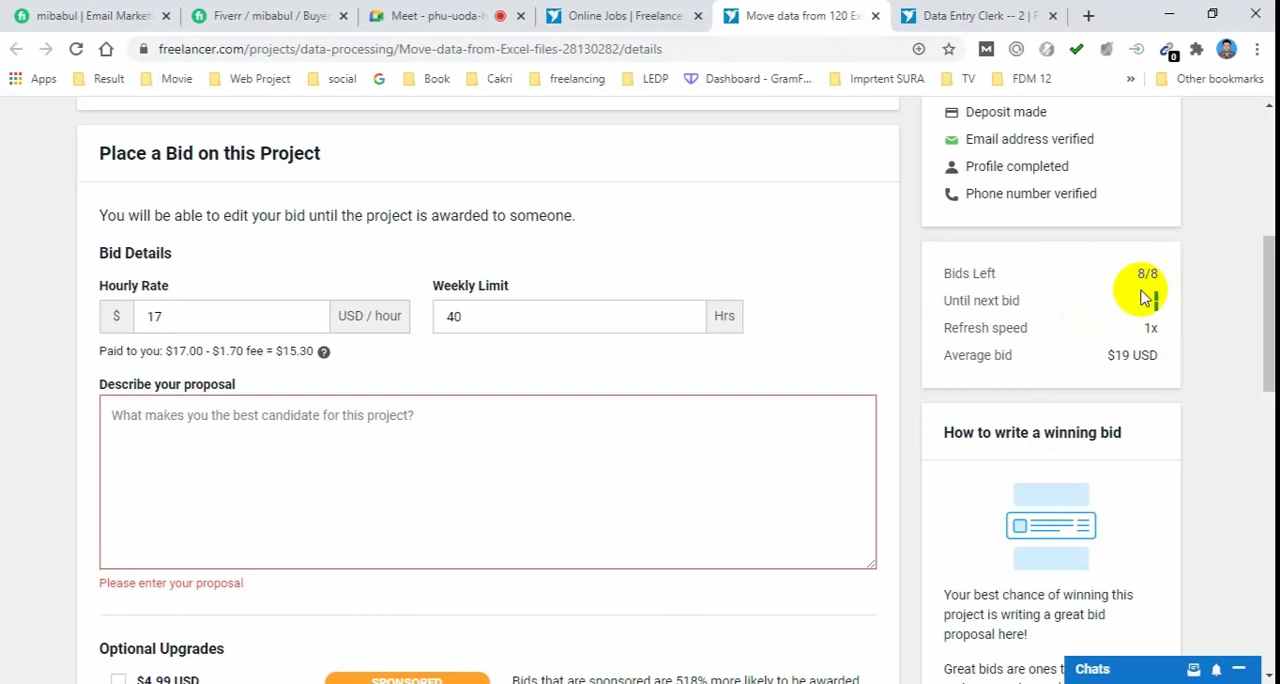 mibabul | Email Market
Fiverr / mibabul / Buye
Meet - phu-uoda-
Online Jobs | Freelance
Move data from 120 Ex
Data Entry Clerk -- 2 | F
freelancer.com/projects/data-processing/Move-data-from-Excel-files-28130282/details
Apps
Result
Movie
Web Project
social
Book
Cakri
freelancing
LEDP
Dashboard - GramF...
Imprtent SURA
TV
FDM 12
»
Other bookmarks
Place a Bid on this Project
You will be able to edit your bid until the project is awarded to someone.
Bid Details
Hourly Rate
Weekly Limit
$ 17 USD / hour
40 Hrs
Paid to you: $17.00 - $1.70 fee = $15.30
Describe your proposal
What makes you the best candidate for this project?
Please enter your proposal
Optional Upgrades
$4.99 USD
SPONSORED
Bids that are sponsored are 518% more likely to be awarded
Deposit made
Email address verified
Profile completed
Phone number verified
Bids Left 8/8
Until next bid
Refresh speed 1x
Average bid $19 USD
How to write a winning bid
Your best chance of winning this
project is writing a great bid
proposal here!
Great bids are ones t
Chats